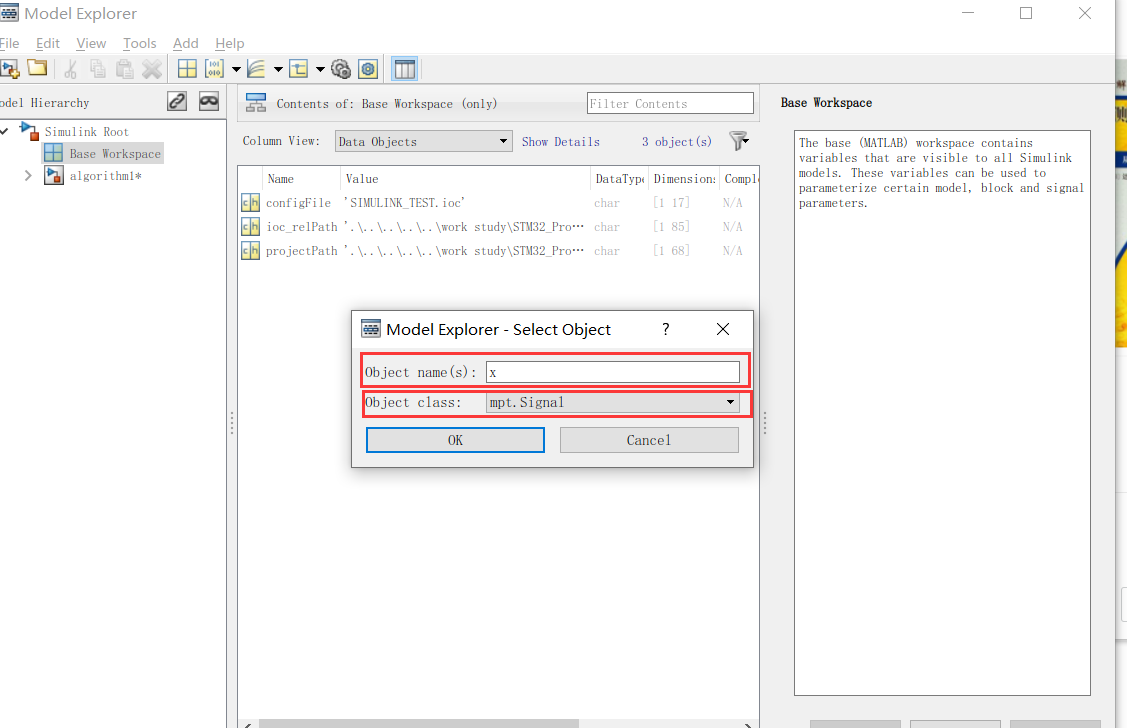 Model Explorer
File Edit View Tools Add Help
odel Hierarchy
Simulink Root
Base Workspace
algorithm1*
Contents of: Base Workspace (only)
Filter Contents
Column View: Data Objects Show Details 3 object(s)
Name Value DataType Dimensions Comple
configFile 'SIMULINK_TEST.ioc' char [1 17] N/A
ioc_relPath '.\..\..\..\..\work study\STM32_Pro… char [1 85] N/A
projectPath '.\..\..\..\..\work study\STM32_Pro… char [1 68] N/A
Model Explorer - Select Object ?
Object name(s): x
Object class: mpt.Signal
OK Cancel
Base Workspace
The base (MATLAB) workspace contains
variables that are visible to all Simulink
models. These variables can be used to
parameterize certain model, block and signal
parameters.